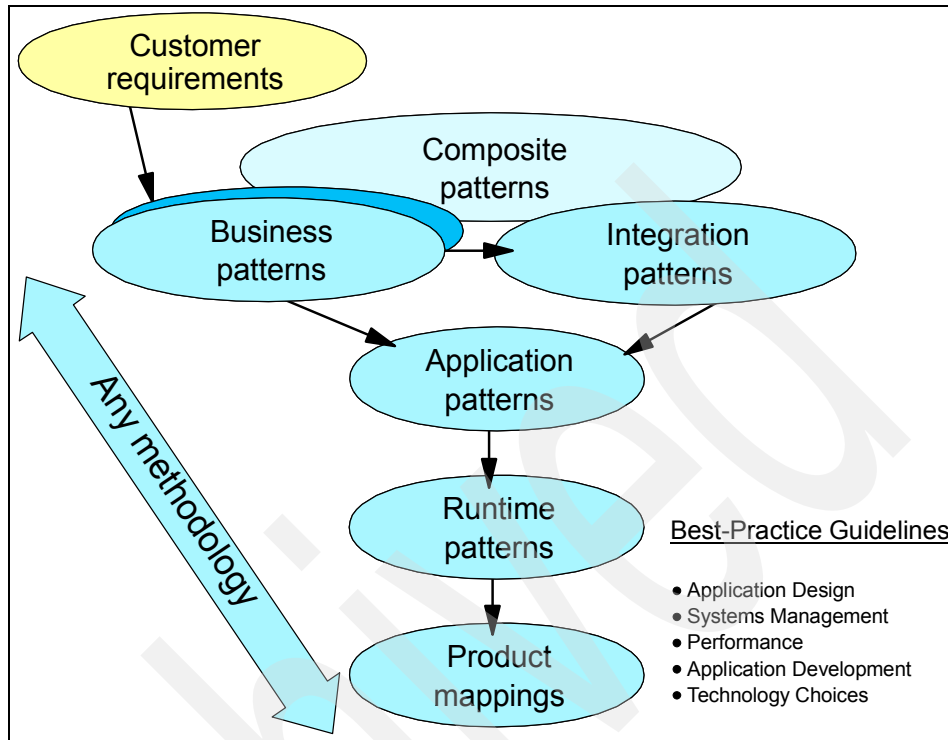 Customer
requirements
Composite
patterns
Business
patterns
Integration
patterns
Application
patterns
Any methodology
Runtime
patterns
Product
mappings
Best-Practice Guidelines
• Application Design
• Systems Management
• Performance
• Application Development
• Technology Choices
hived